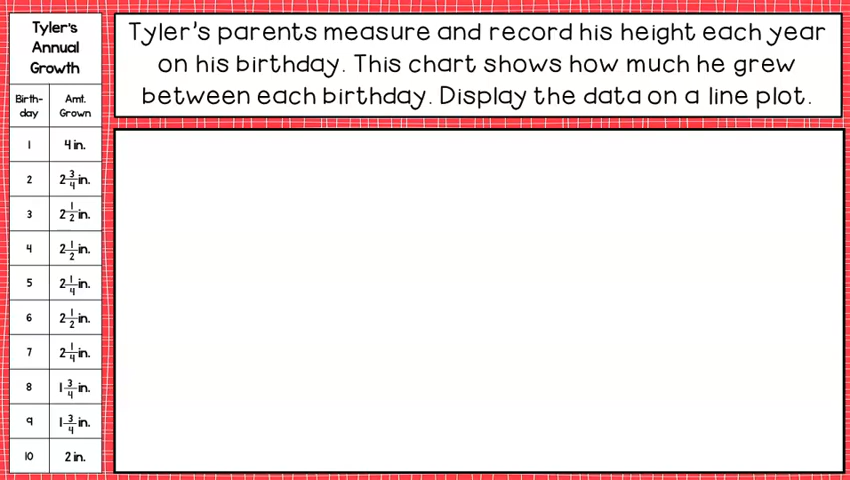 Tyler's
Annual
Growth
Birth-
day
Amt.
Grown
1 4 in.
2 2 3/4 in.
3 2 1/2 in.
4 2 1/2 in.
5 2 1/4 in.
6 2 1/2 in.
7 2 1/4 in.
8 1 3/4 in.
9 1 3/4 in.
10 2 in.
Tyler's parents measure and record his height each year
on his birthday. This chart shows how much he grew
between each birthday. Display the data on a line plot.